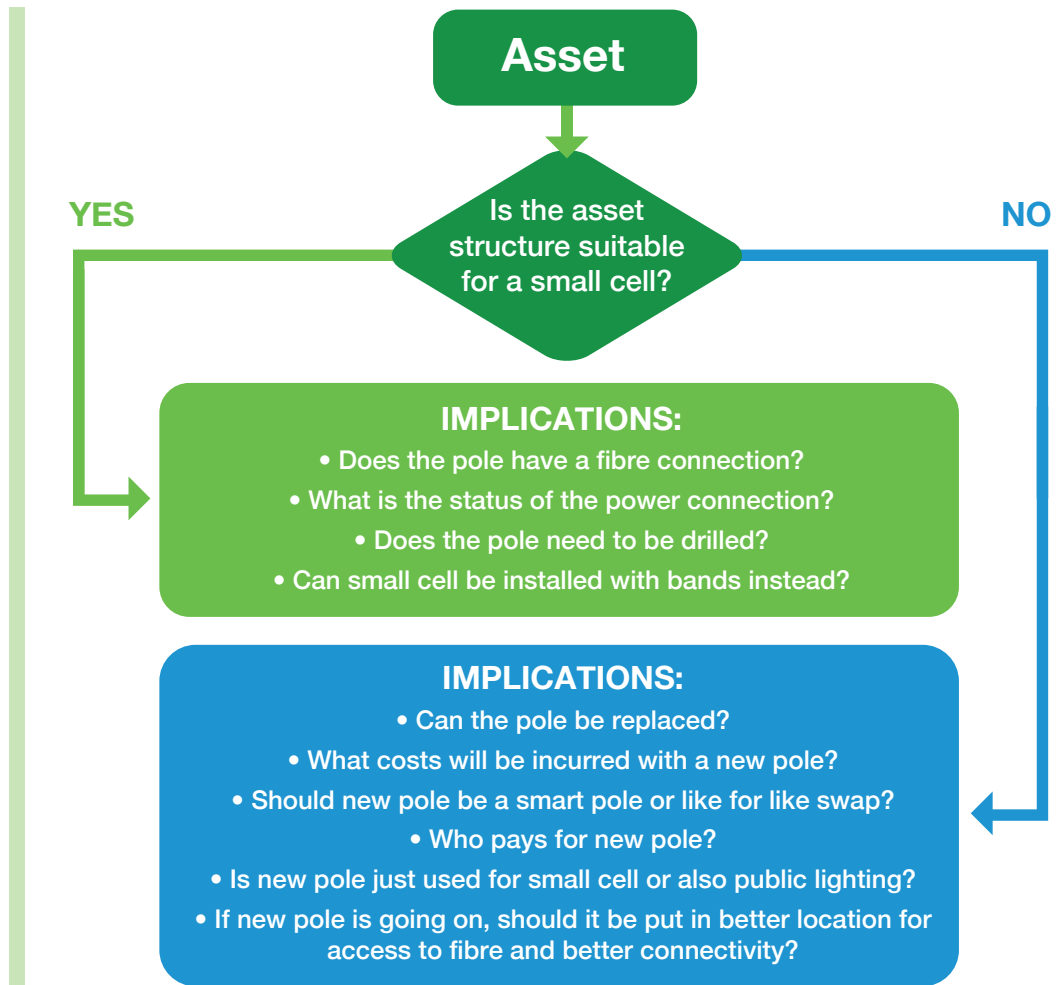 Asset
Is the asset
structure suitable
for a small cell?
YES
NO
IMPLICATIONS:
• Does the pole have a fibre connection?
• What is the status of the power connection?
• Does the pole need to be drilled?
• Can small cell be installed with bands instead?
IMPLICATIONS:
• Can the pole be replaced?
• What costs will be incurred with a new pole?
• Should new pole be a smart pole or like for like swap?
• Who pays for new pole?
• Is new pole just used for small cell or also public lighting?
• If new pole is going on, should it be put in better location for
access to fibre and better connectivity?